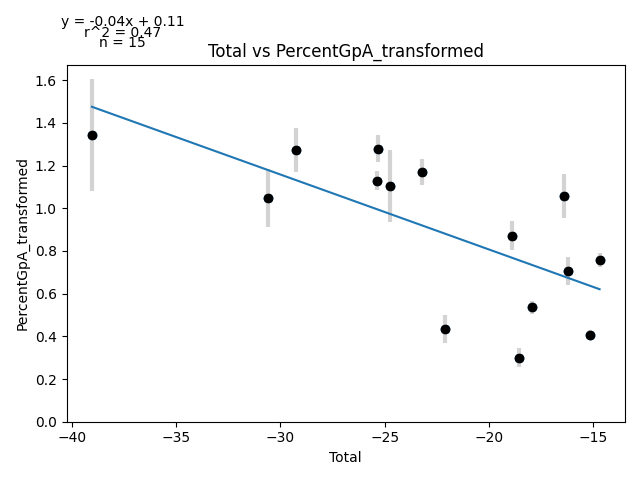 y = -0.04x + 0.11
r^2 = 0.47
n = 15
Total vs PercentGpA_transformed
PercentGpA_transformed
1.6
1.4
1.2
1.0
0.8
0.6
0.4
0.2
0.0
−40
−35
−30
−25
−20
−15
Total